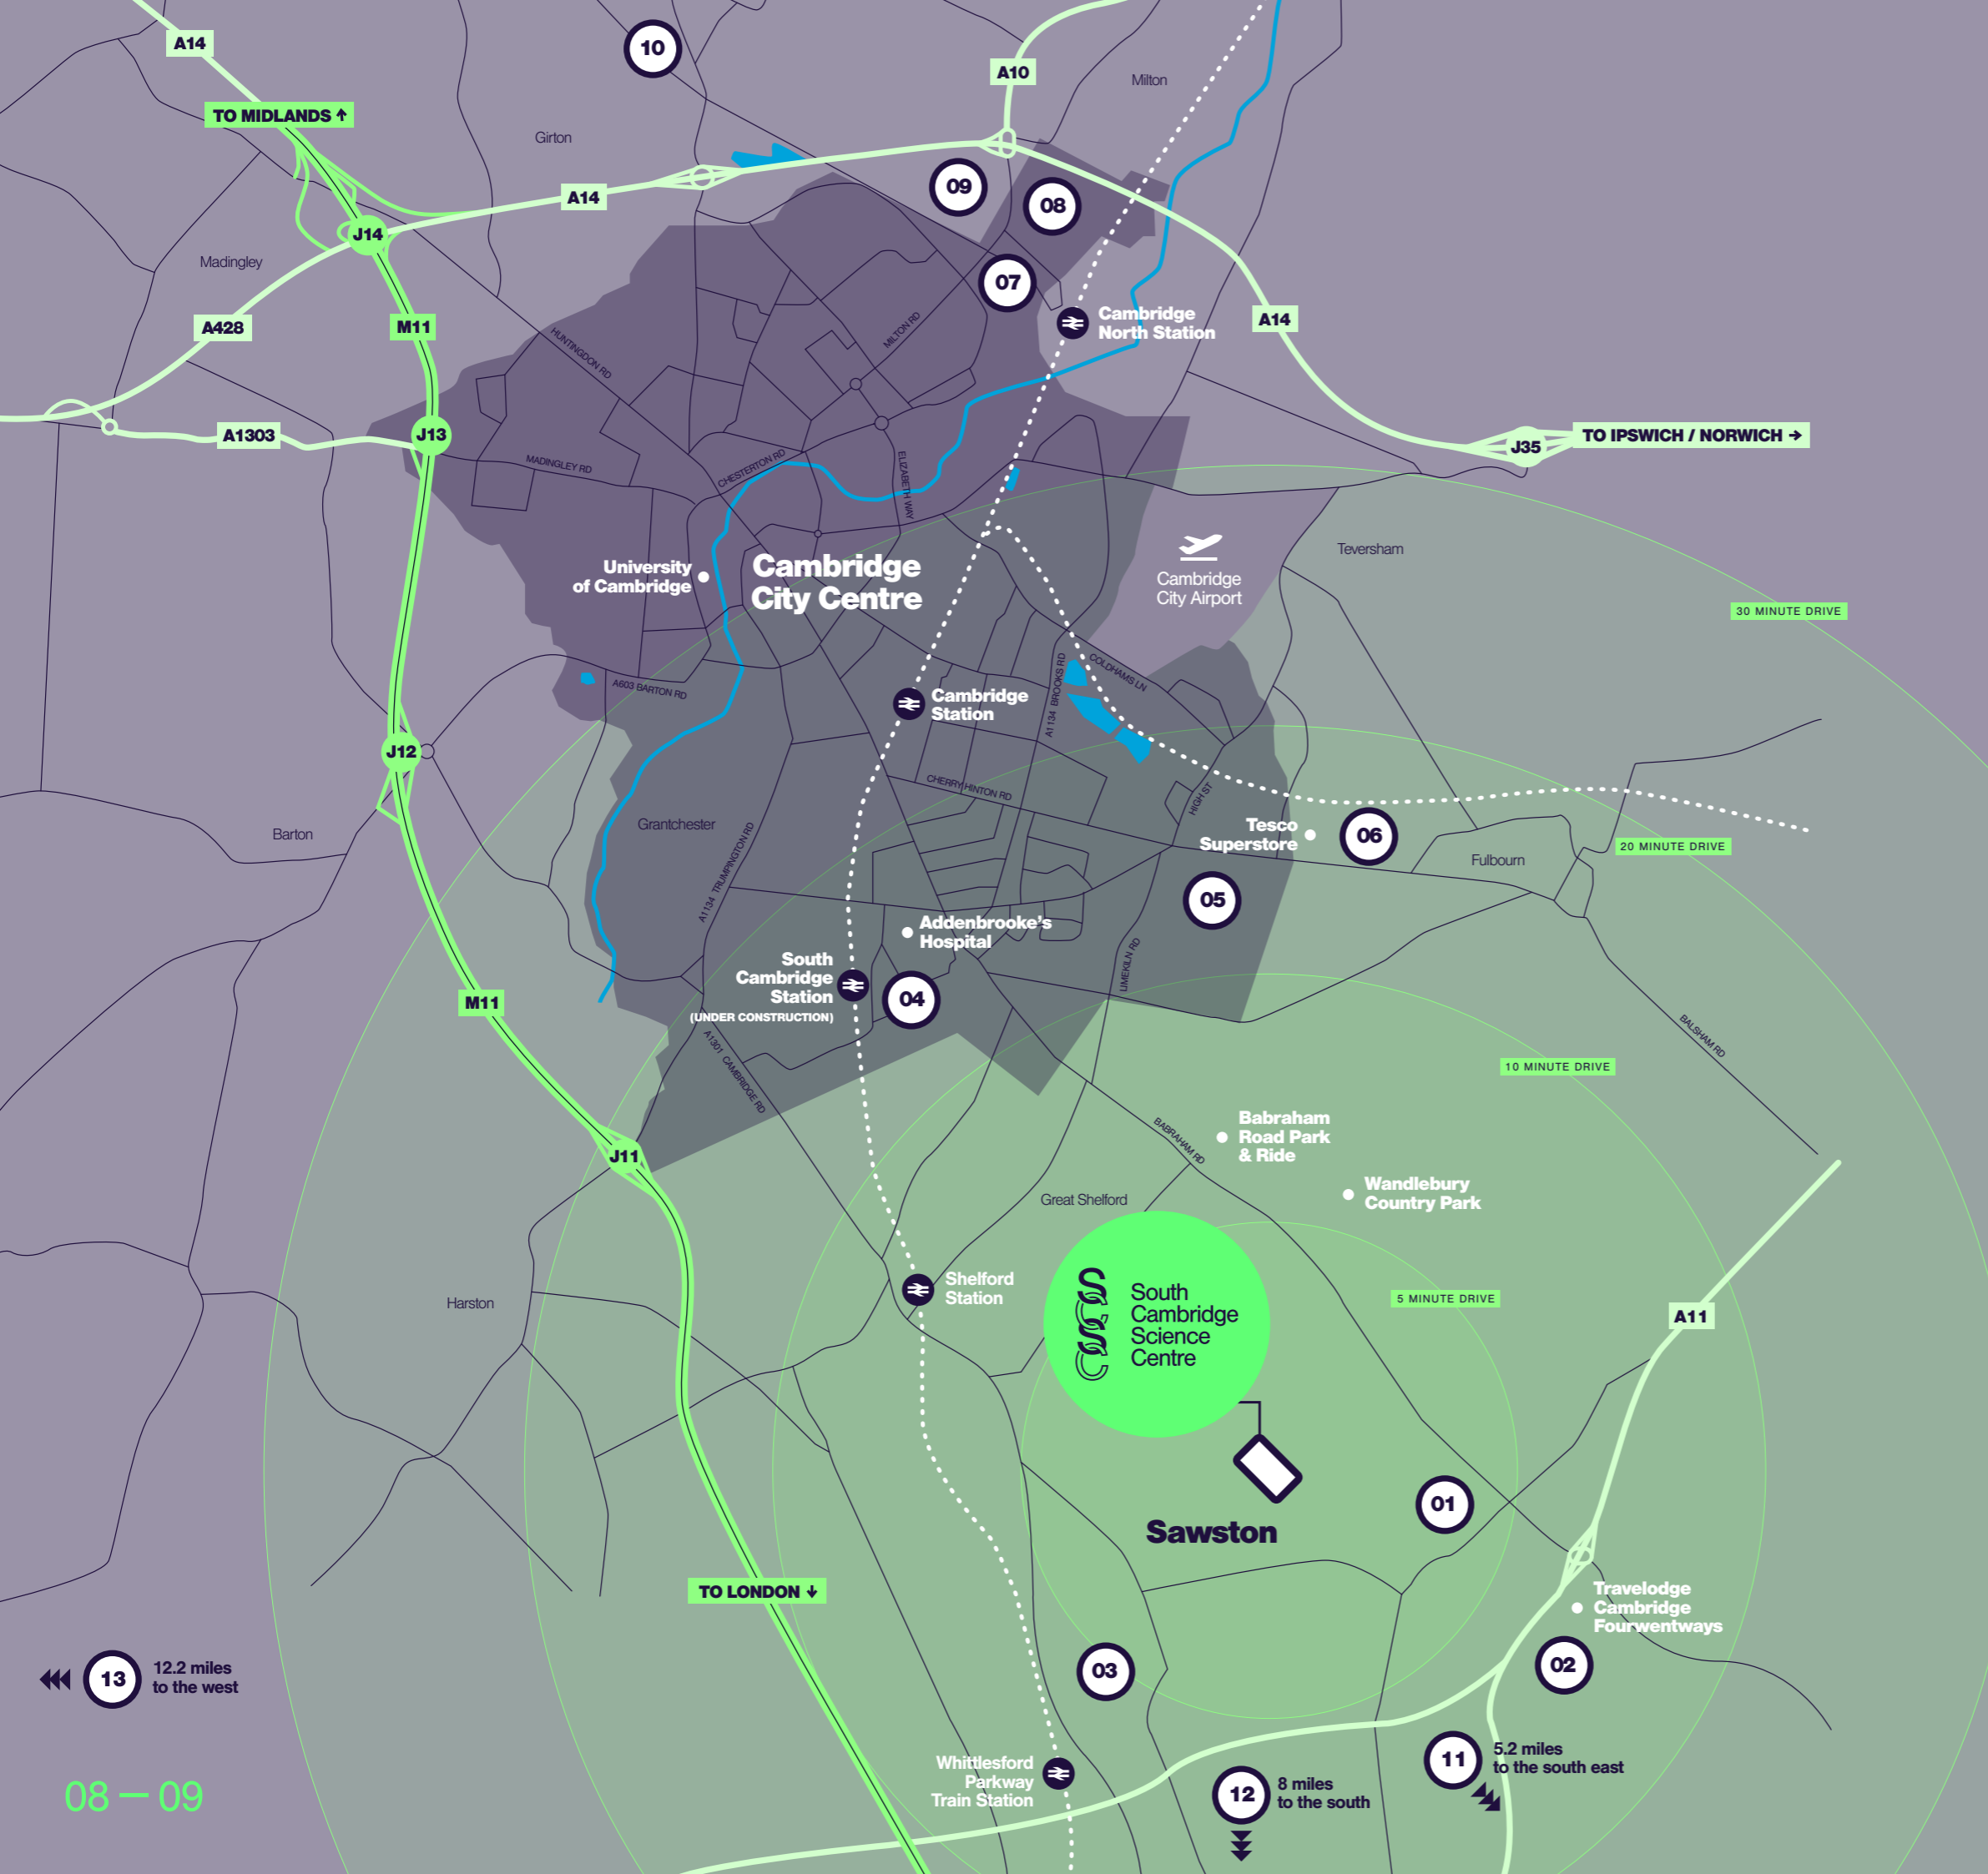 10
A14
A10
Milton
TO MIDLANDS ↑
Girton
09
08
A14
J14
Madingley
07
A428
M11
Cambridge
North Station
A14
HUNTINGDON RD
MILTON RD
A1303
J13
J35
TO IPSWICH / NORWICH →
MADINGLEY RD
CHESTERTON RD
ELIZABETH WAY
University
of Cambridge
Cambridge
City Centre
Cambridge
City Airport
Teversham
30 MINUTE DRIVE
A603 BARTON RD
A1134 BROOKS RD
COLDHAMS LN
Cambridge
Station
J12
CHERRY HINTON RD
HIGH ST
Barton
Grantchester
A1134 TRUMPINGTON RD
Tesco
Superstore
06
20 MINUTE DRIVE
Fulbourn
05
Addenbrooke's
Hospital
South
Cambridge
Station
(UNDER CONSTRUCTION)
04
LIMEKILN RD
M11
A1301 CAMBRIDGE RD
BALSHAM RD
10 MINUTE DRIVE
J11
BABRAHAM RD
Babraham
Road Park
& Ride
Wandlebury
Country Park
Great Shelford
Shelford
Station
SCSC
South
Cambridge
Science
Centre
5 MINUTE DRIVE
Harston
A11
01
Sawston
TO LONDON ↓
Travelodge
Cambridge
Fourwentways
02
03
13
12.2 miles
to the west
11
5.2 miles
to the south east
Whittlesford
Parkway
Train Station
12
8 miles
to the south
08 — 09